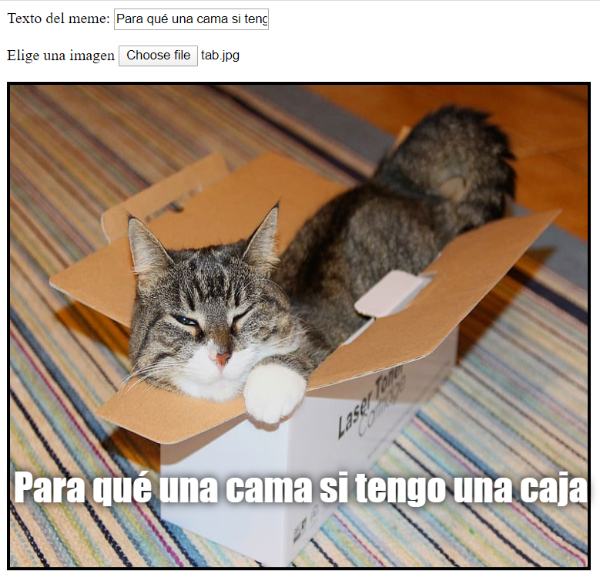 Texto del meme: Para qué una cama si teng
Elige una imagen Choose file tab.jpg
Laser Toner
Cartridge
Para qué una cama si tengo una caja